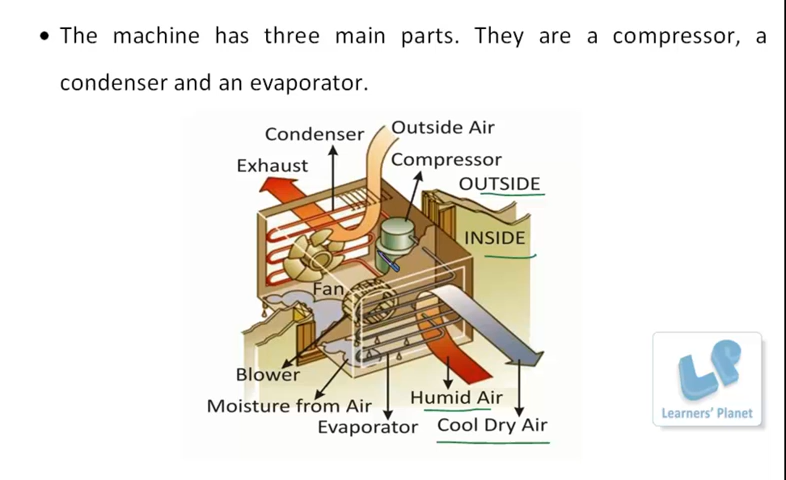 • The machine has three main parts. They are a compressor, a
condenser and an evaporator.
Outside Air
Condenser
Compressor
Exhaust
OUTSIDE
INSIDE
Fan
Blower
Humid Air
Moisture from Air
Evaporator
Cool Dry Air
LP
Learners' Planet